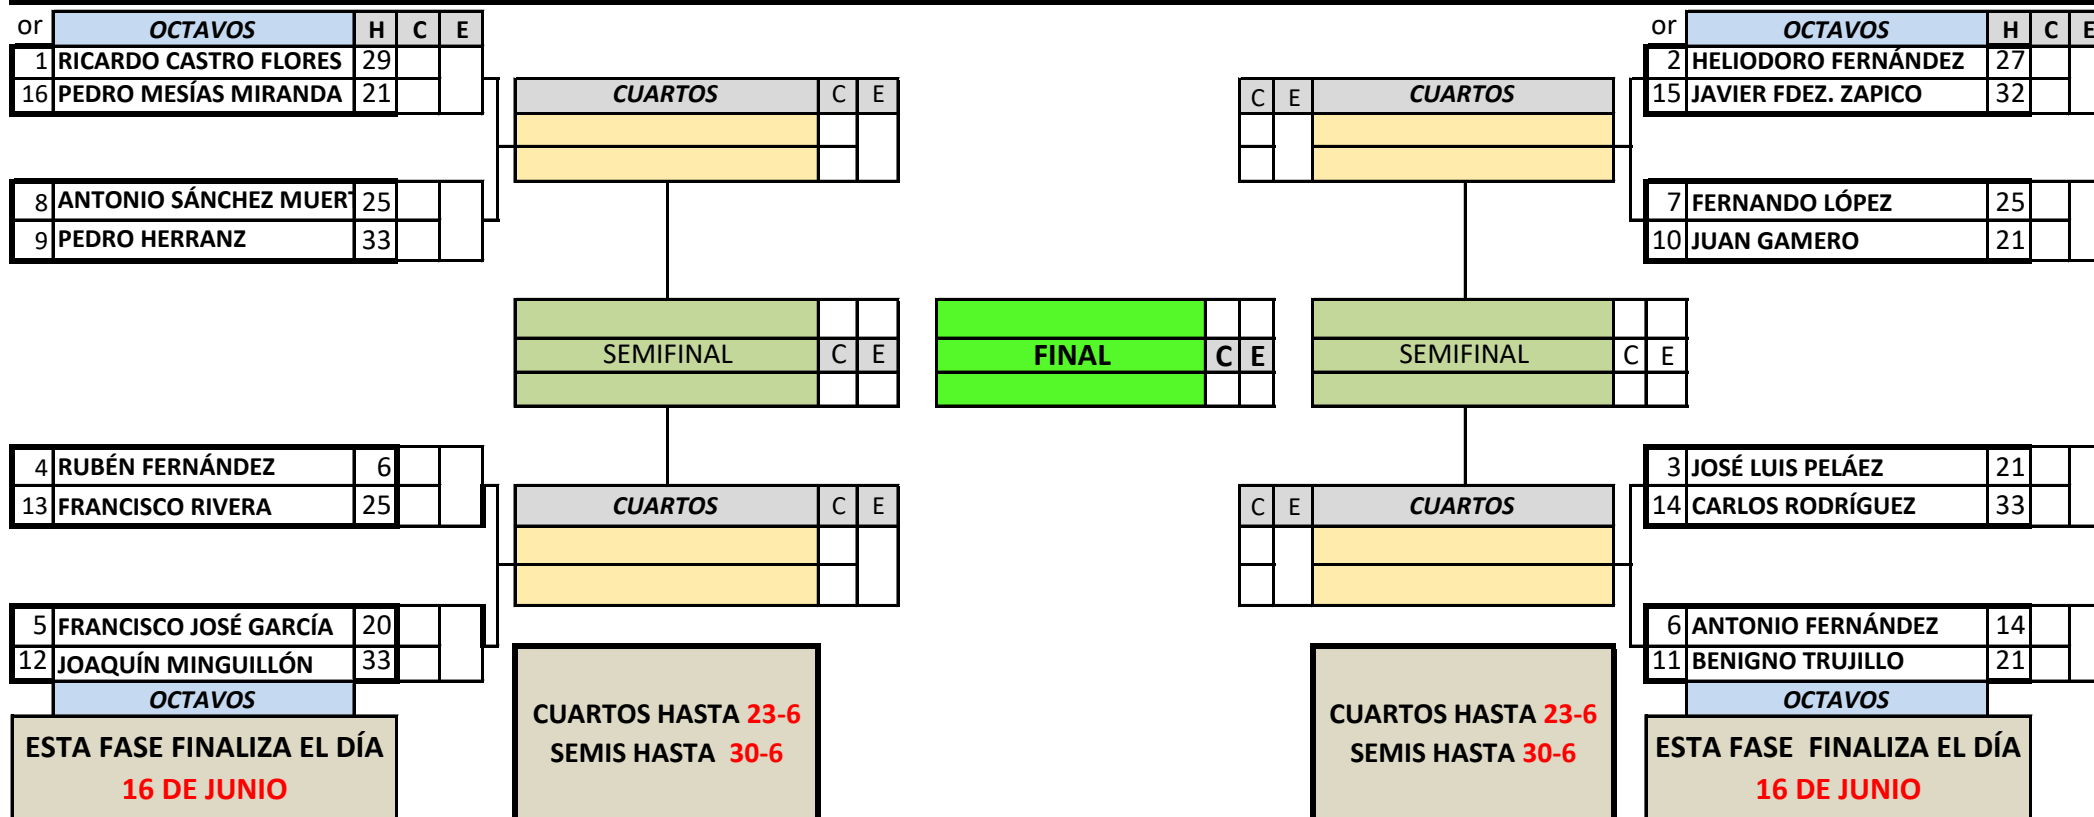 or OCTAVOS H C E
1 RICARDO CASTRO FLORES 29
16 PEDRO MESÍAS MIRANDA 21
8 ANTONIO SÁNCHEZ MUERT 25
9 PEDRO HERRANZ 33
4 RUBÉN FERNÁNDEZ 6
13 FRANCISCO RIVERA 25
5 FRANCISCO JOSÉ GARCÍA 20
12 JOAQUÍN MINGUILLÓN 33
OCTAVOS
ESTA FASE FINALIZA EL DÍA
16 DE JUNIO
CUARTOS C E
SEMIFINAL C E
CUARTOS C E
CUARTOS HASTA 23-6
SEMIS HASTA 30-6
FINAL C E
C E CUARTOS
SEMIFINAL C E
C E CUARTOS
CUARTOS HASTA 23-6
SEMIS HASTA 30-6
or OCTAVOS H C E
2 HELIODORO FERNÁNDEZ 27
15 JAVIER FDEZ. ZAPICO 32
7 FERNANDO LÓPEZ 25
10 JUAN GAMERO 21
3 JOSÉ LUIS PELÁEZ 21
14 CARLOS RODRÍGUEZ 33
6 ANTONIO FERNÁNDEZ 14
11 BENIGNO TRUJILLO 21
OCTAVOS
ESTA FASE FINALIZA EL DÍA
16 DE JUNIO